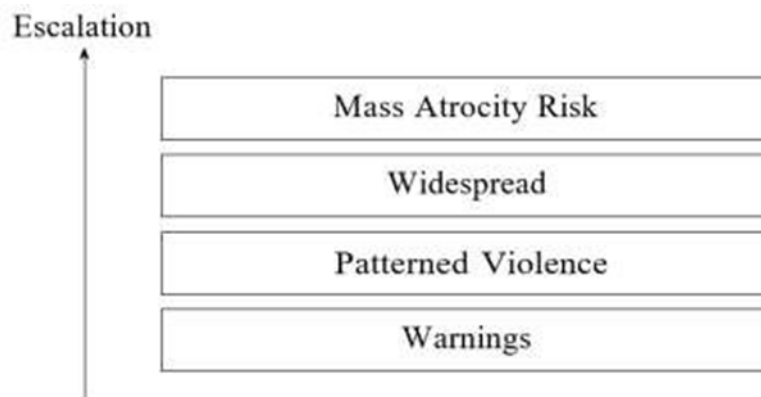 Escalation
Mass Atrocity Risk
Widespread
Patterned Violence
Warnings